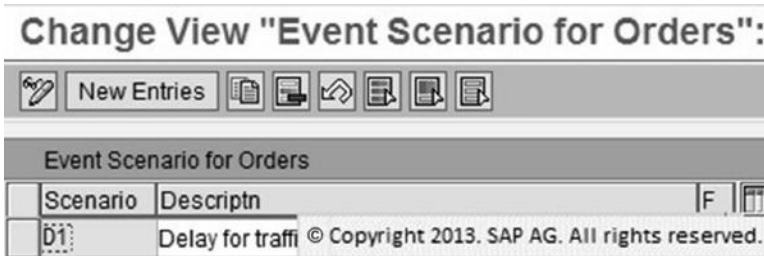 Change View "Event Scenario for Orders":
New Entries
Event Scenario for Orders
Scenario Descriptn F
D1 Delay for traffi © Copyright 2013. SAP AG. All rights reserved.